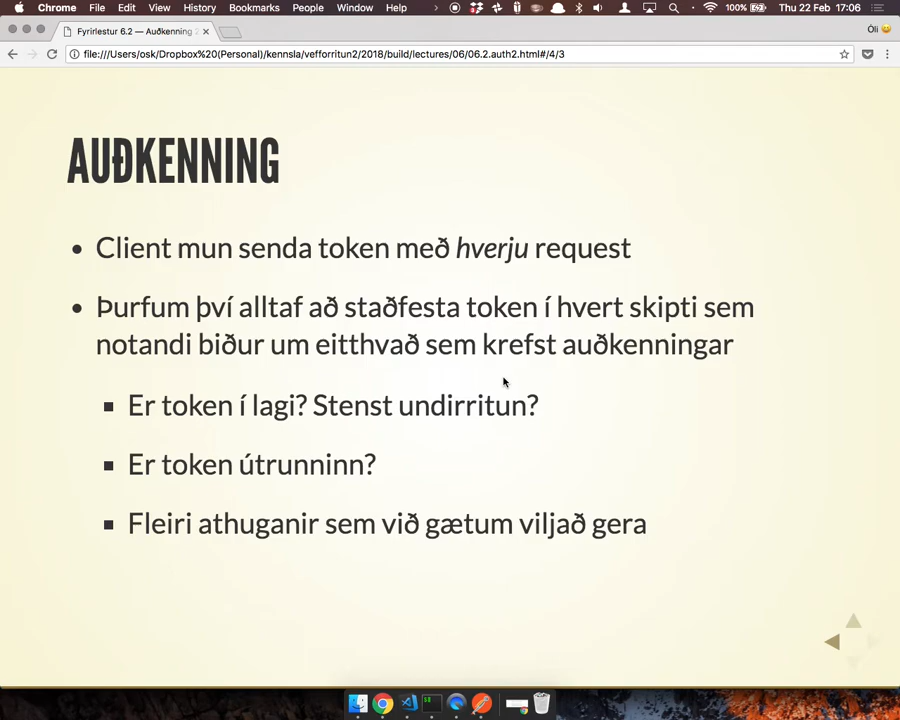 Chrome File Edit View History Bookmarks People Window Help 100% Thu 22 Feb 17:06
Fyrirlestur 6.2 — Auðkenning Óli
file:///Users/osk/Dropbox%20(Personal)/kennsla/vefforritun2/2018/build/lectures/06/06.2.auth2.html#/4/3
AUÐKENNING
Client mun senda token með hverju request
Þurfum því alltaf að staðfesta token í hvert skipti sem
notandi biður um eitthvað sem krefst auðkenningar
Er token í lagi? Stenst undirritun?
Er token útrunninn?
Fleiri athuganir sem við gætum viljað gera